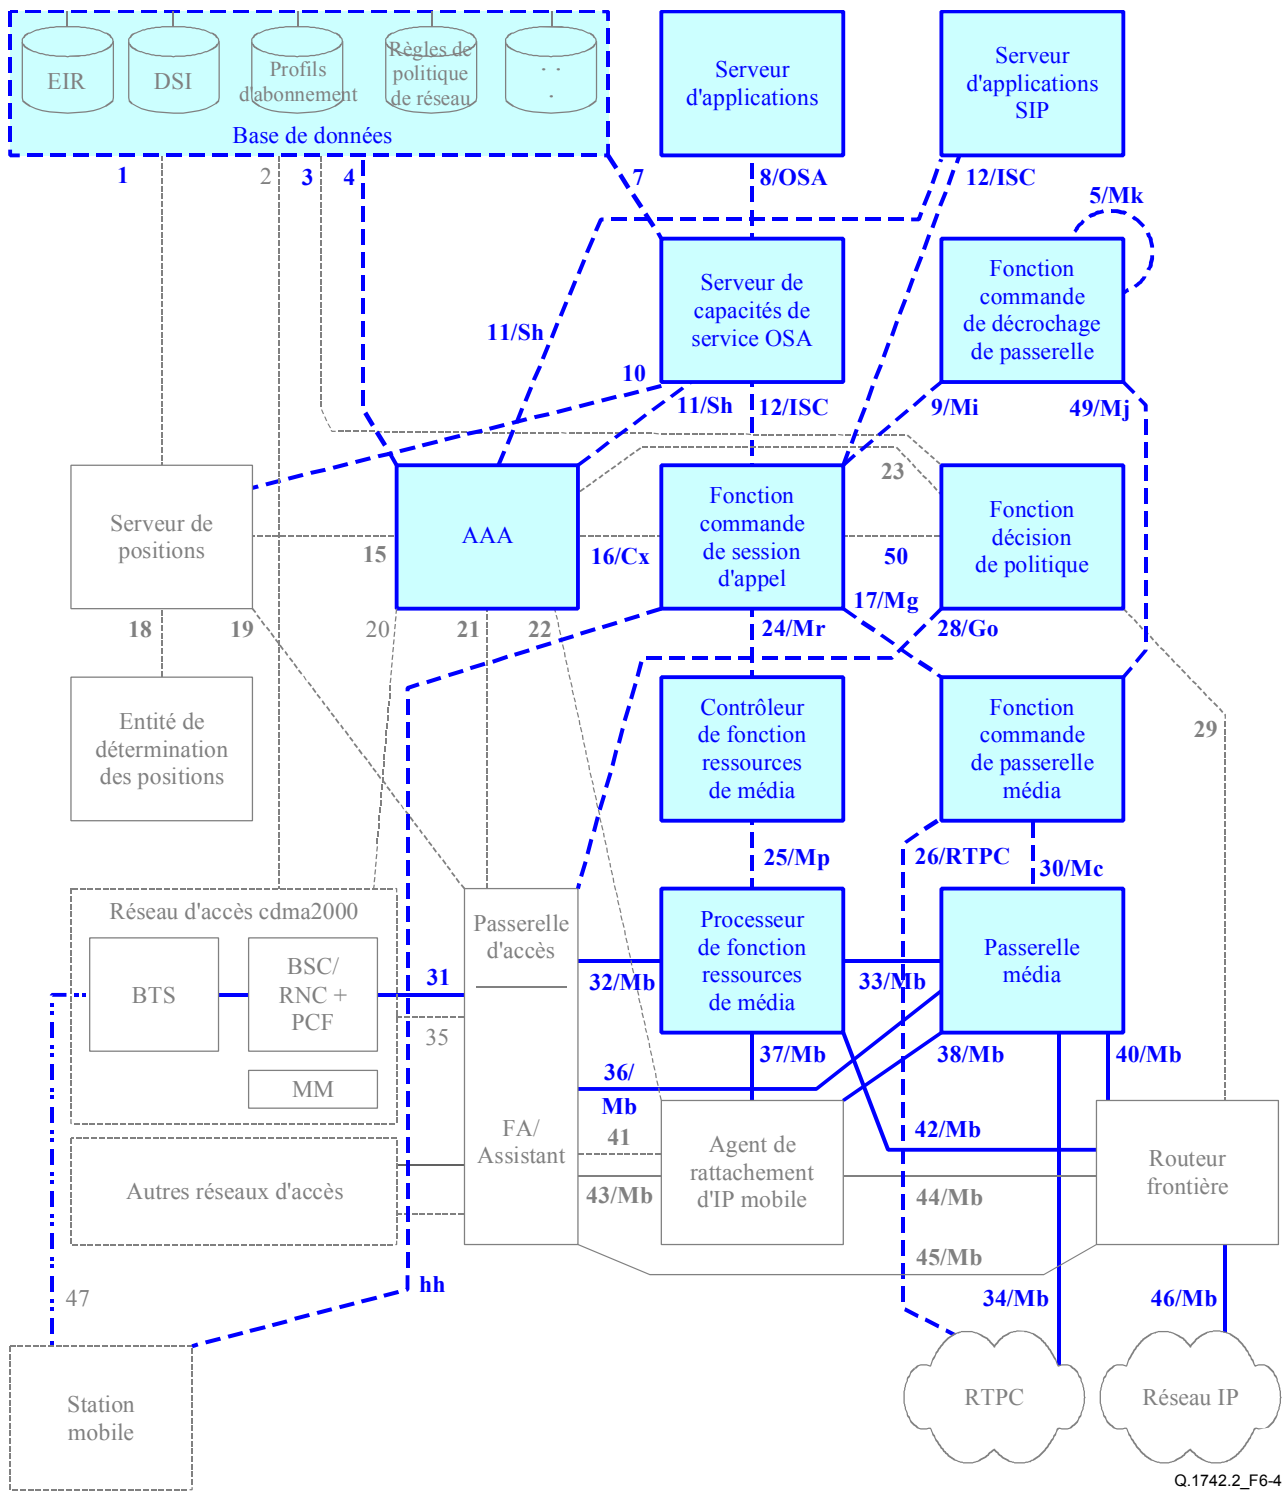 EIR
DSI
Profils
d'abonnement
Règles de
politique
de réseau
. .
.
Base de données
Serveur
d'applications
Serveur
d'applications
SIP
1
2
3
4
7
8/OSA
12/ISC
5/Mk
Serveur de
capacités de
service OSA
Fonction
commande
de décrochage
de passerelle
11/Sh
10
11/Sh
12/ISC
9/Mi
49/Mj
23
Serveur de
positions
15
AAA
16/Cx
Fonction
commande
de session
d'appel
50
Fonction
décision
de politique
17/Mg
18
19
20
21
22
24/Mr
28/Go
Entité de
détermination
des positions
Contrôleur
de fonction
ressources
de média
Fonction
commande
de passerelle
média
29
25/Mp
26/RTPC
30/Mc
Réseau d'accès cdma2000
BTS
BSC/
RNC +
PCF
MM
31
35
Passerelle
d'accès
FA/
Assistant
32/Mb
Processeur
de fonction
ressources
de média
33/Mb
Passerelle
média
37/Mb
38/Mb
40/Mb
36/
Mb
41
42/Mb
Autres réseaux d'accès
43/Mb
Agent de
rattachement
d'IP mobile
44/Mb
Routeur
frontière
45/Mb
47
hh
34/Mb
46/Mb
Station
mobile
RTPC
Réseau IP
Q.1742.2_F6-4